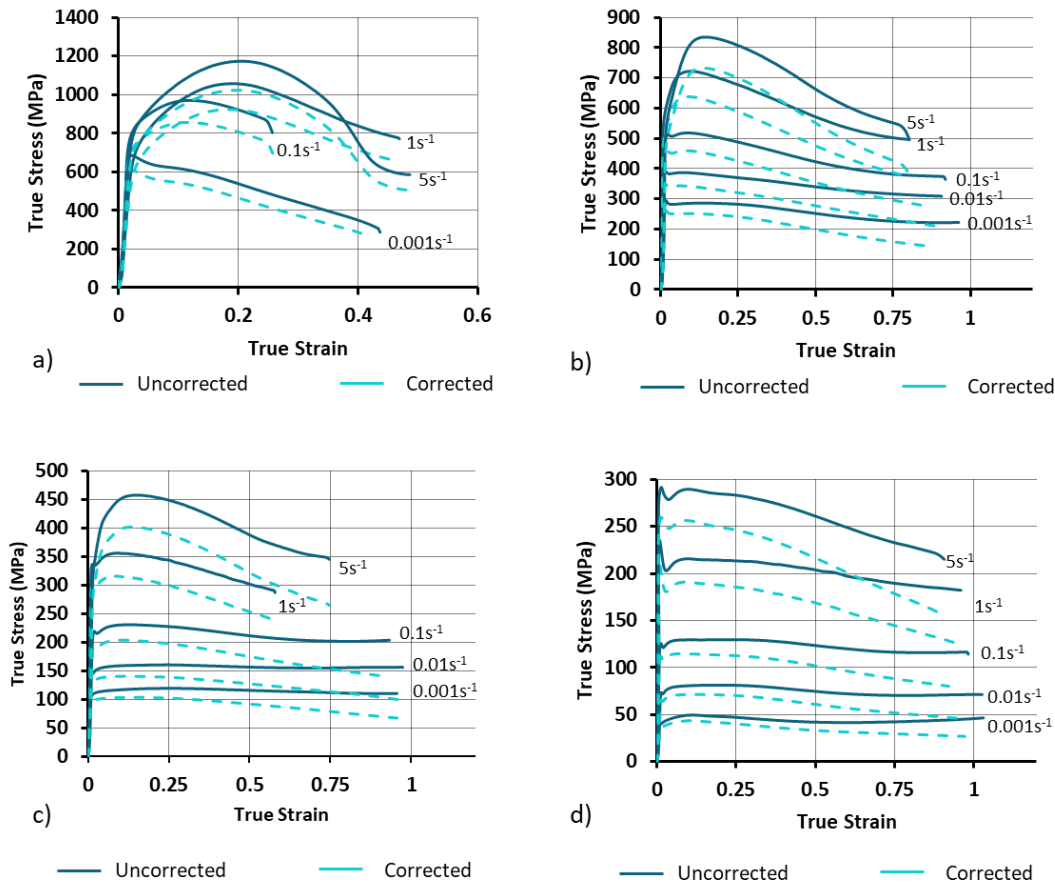 True Stress (MPa)
1400
1200
1000
800
600
400
200
0
0
0.2
0.4
0.6
True Strain
1s⁻¹
0.1s⁻¹
5s⁻¹
0.001s⁻¹
a)
Uncorrected
Corrected
True Stress (MPa)
900
800
700
600
500
400
300
200
100
0
0
0.25
0.5
0.75
1
True Strain
5s⁻¹
1s⁻¹
0.1s⁻¹
0.01s⁻¹
0.001s⁻¹
b)
Uncorrected
Corrected
True Stress (MPa)
500
450
400
350
300
250
200
150
100
50
0
0
0.25
0.5
0.75
1
True Strain
5s⁻¹
1s⁻¹
0.1s⁻¹
0.01s⁻¹
0.001s⁻¹
c)
Uncorrected
Corrected
True Stress (MPa)
300
250
200
150
100
50
0
0
0.25
0.5
0.75
1
True Strain
5s⁻¹
1s⁻¹
0.1s⁻¹
0.01s⁻¹
0.001s⁻¹
d)
Uncorrected
Corrected